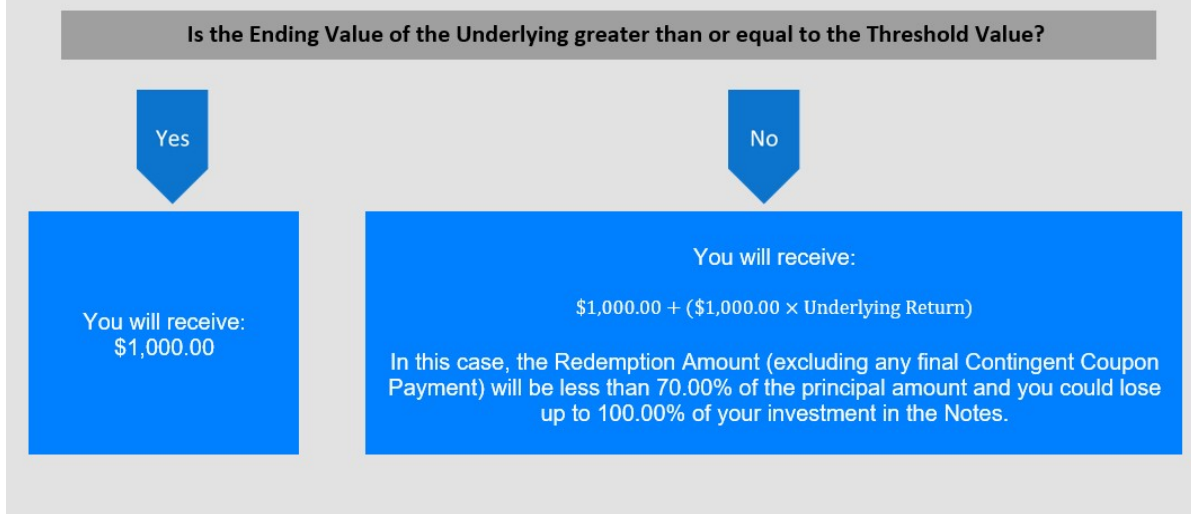 Is the Ending Value of the Underlying greater than or equal to the Threshold Value?
Yes
No
You will receive:
$1,000.00
You will receive:
$1,000.00 + ($1,000.00 × Underlying Return)
In this case, the Redemption Amount (excluding any final Contingent Coupon
Payment) will be less than 70.00% of the principal amount and you could lose
up to 100.00% of your investment in the Notes.